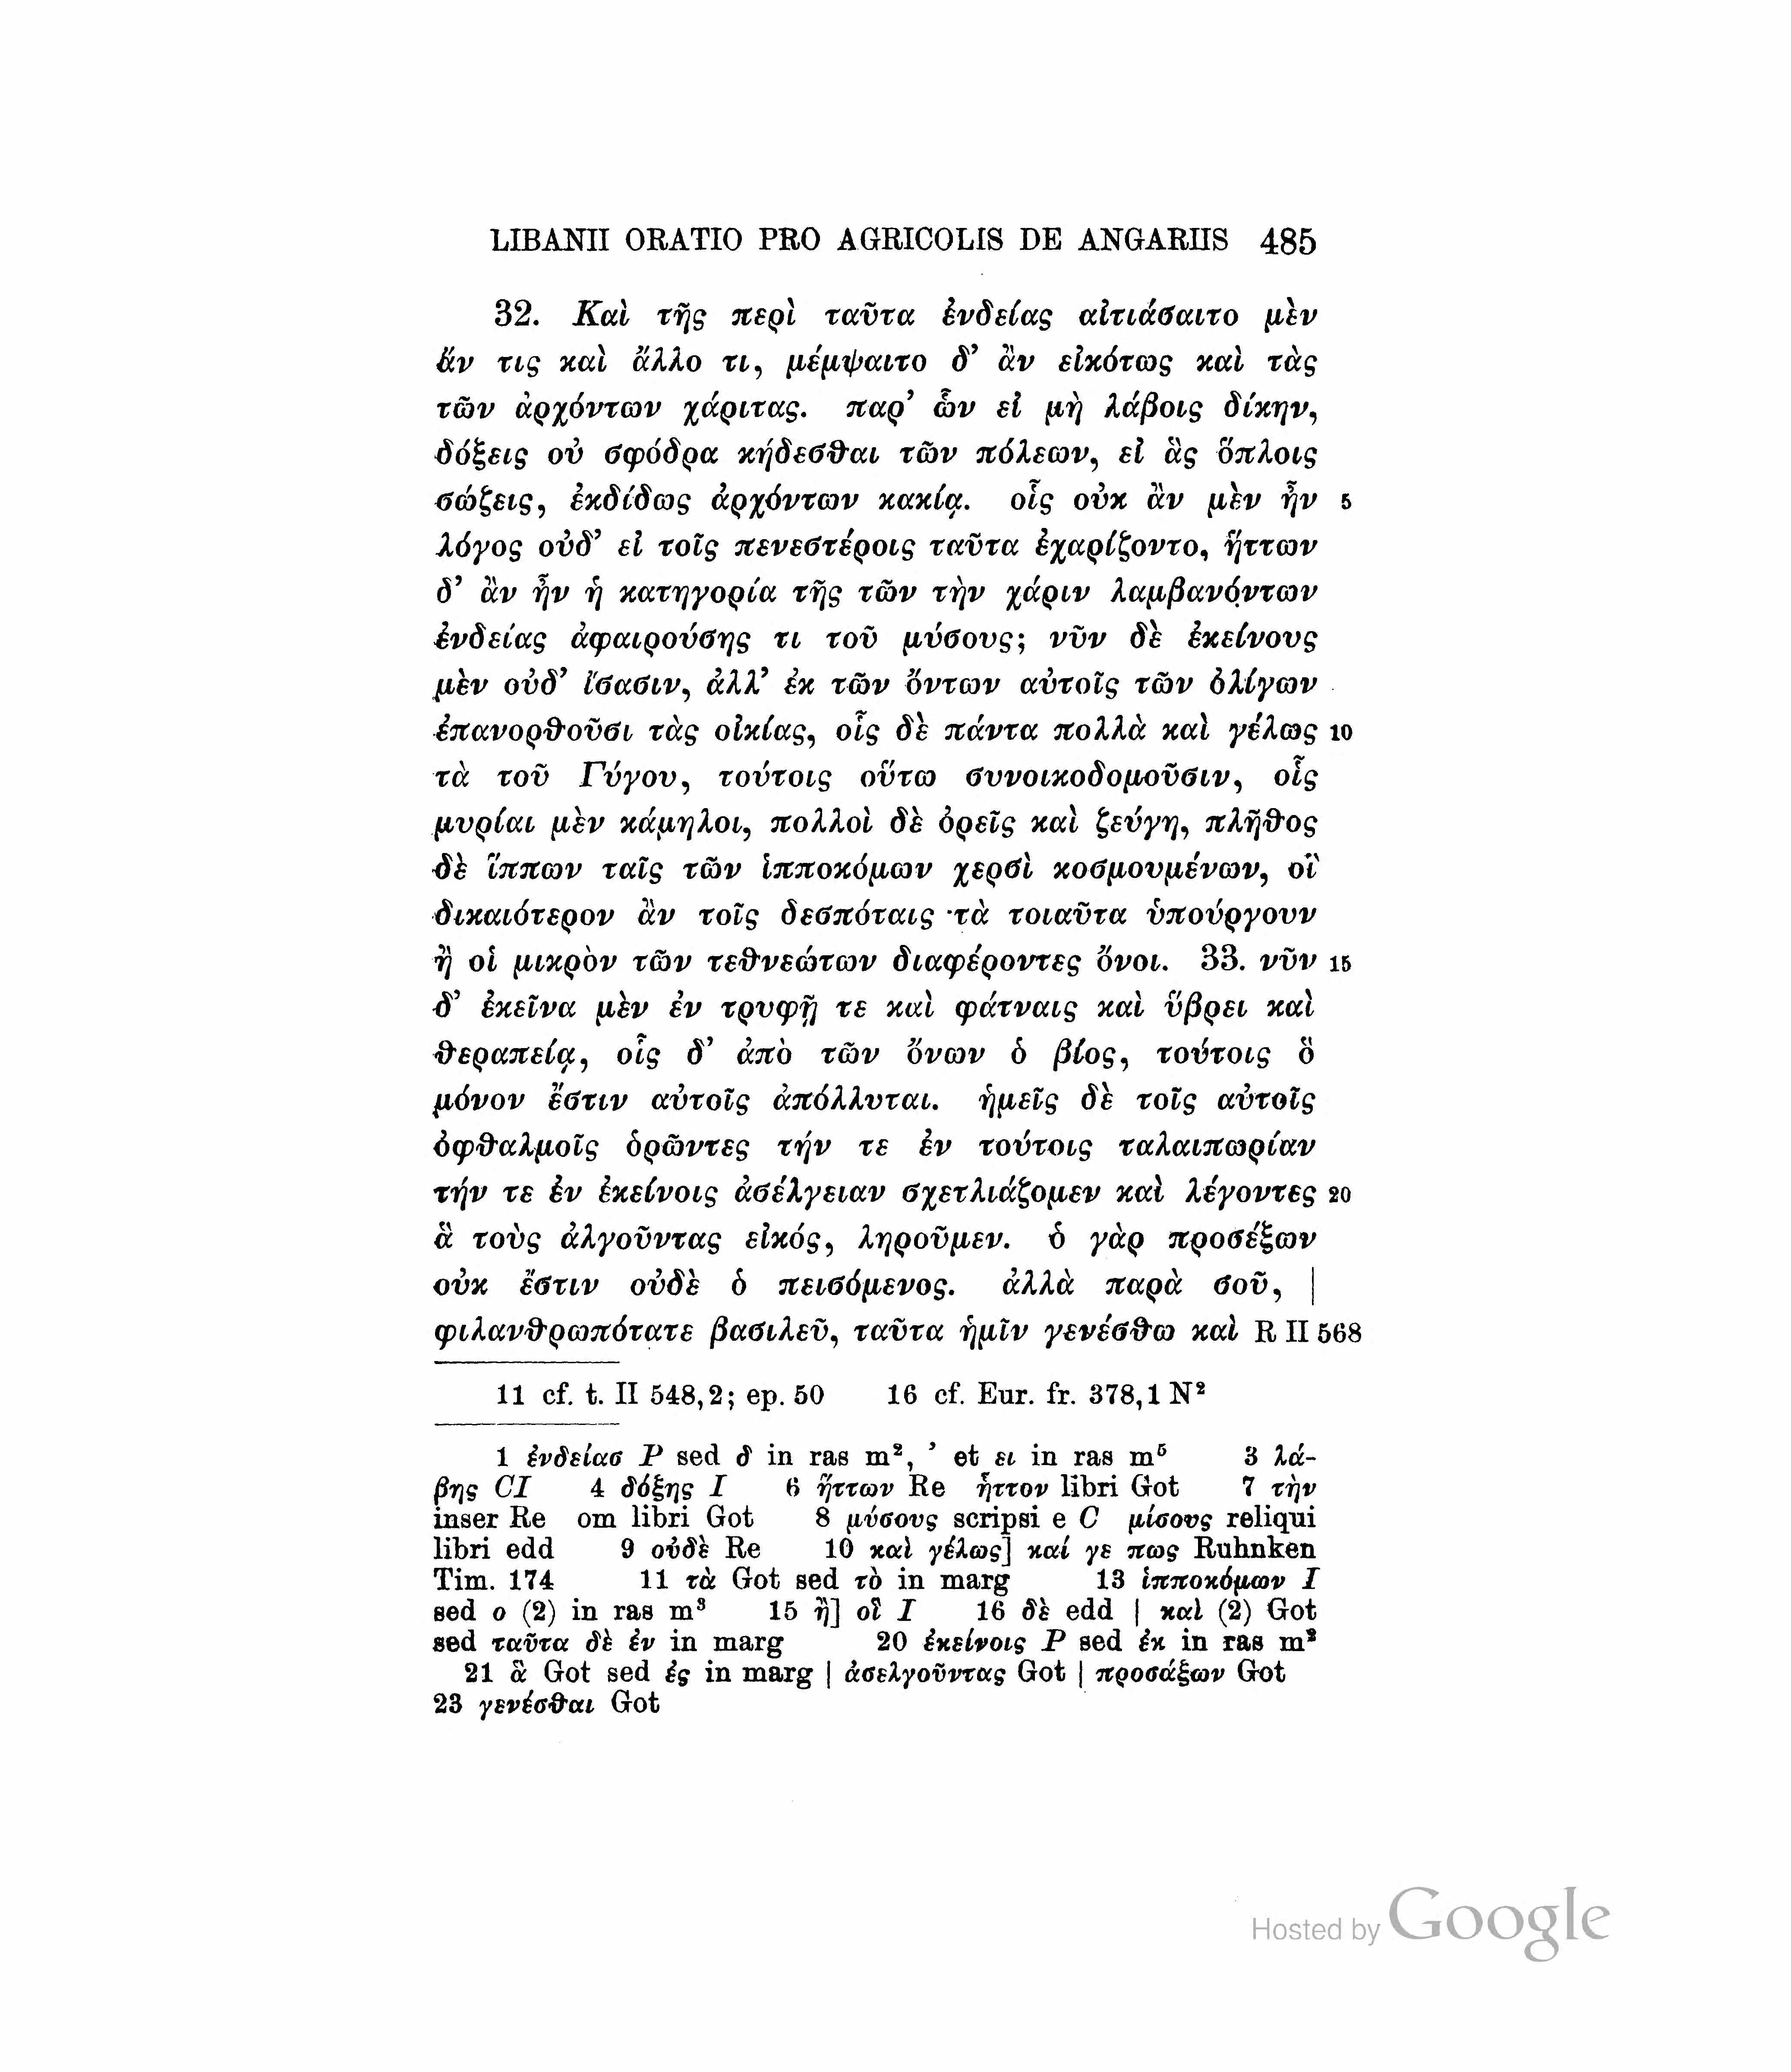 LIBANII ORATIO PRO AGRICOLIS DE ANGARIIS 485
32. Καὶ τῆς περὶ ταῦτα ἐνδείας αἰτιάσαιτο μὲν
ἄν τις καὶ ἄλλο τι, μέμψαιτο δ’ ἂν εἰκότως καὶ τὰς
τῶν ἀρχόντων χάριτας. παρ’ ὧν εἰ μὴ λάβοις δίκην,
δόξεις οὐ σφόδρα κήδεσθαι τῶν πόλεων, εἰ ἃς ὅπλοις
σώζεις, ἐκδίδως ἀρχόντων κακίᾳ. οἷς οὐκ ἂν μὲν ἦν 5
λόγος οὐδ’ εἰ τοῖς πενεστέροις ταῦτα ἐχαρίζοντο, ἥττων
δ’ ἂν ἦν ἡ κατηγορία τῆς τῶν τὴν χάριν λαμβανόντων
ἐνδείας ἀφαιρούσης τι τοῦ μύσους; νῦν δὲ ἐκείνους
μὲν οὐδ’ ἴσασιν, ἀλλ’ ἐκ τῶν ὄντων αὐτοῖς τῶν ὀλίγων
ἐπανορθοῦσι τὰς οἰκίας, οἷς δὲ πάντα πολλὰ καὶ γέλως 10
τὰ τοῦ Γύγου, τούτοις οὕτω συνοικοδομοῦσιν, οἷς
μυρίαι μὲν κάμηλοι, πολλοὶ δὲ ὀρεῖς καὶ ζεύγη, πλῆθος
δὲ ἵππων ταῖς τῶν ἱπποκόμων χερσὶ κοσμουμένων, οἳ
δικαιότερον ἂν τοῖς δεσπόταις τὰ τοιαῦτα ὑπούργουν
ἢ οἱ μικρὸν τῶν τεθνεώτων διαφέροντες ὄνοι. 33. νῦν 15
δ’ ἐκεῖνα μὲν ἐν τρυφῇ τε καὶ φάτναις καὶ ὕβρει καὶ
θεραπείᾳ, οἷς δ’ ἀπὸ τῶν ὄνων ὁ βίος, τούτοις ὃ
μόνον ἔστιν αὐτοῖς ἀπόλλυται. ἡμεῖς δὲ τοῖς αὐτοῖς
ὀφθαλμοῖς ὁρῶντες τήν τε ἐν τούτοις ταλαιπωρίαν
τήν τε ἐν ἐκείνοις ἀσέλγειαν σχετλιάζομεν καὶ λέγοντες 20
ἃ τοὺς ἀλγοῦντας εἰκός, ληροῦμεν. ὁ γὰρ προσέξων
οὐκ ἔστιν οὐδὲ ὁ πεισόμενος. ἀλλὰ παρὰ σοῦ, |
φιλανθρωπότατε βασιλεῦ, ταῦτα ἡμῖν γενέσθω καὶ R II 568
11 cf. t. II 548,2; ep. 50 16 cf. Eur. fr. 378,1 N²
1 ἐνδείασ P sed δ in ras m², ’ et ει in ras m⁵ 3 λά-
βης CI 4 δόξης I 6 ἥττων Re ἧττον libri Got 7 τὴν
inser Re om libri Got 8 μύσους scripsi e C μίσους reliqui
libri edd 9 οὐδὲ Re 10 καὶ γέλως] καί γε πως Ruhnken
Tim. 174 11 τὰ Got sed τὸ in marg 13 ἱπποκόμων I
sed ο (2) in ras m³ 15 ἢ] οἳ I 16 δὲ edd | καὶ (2) Got
sed ταῦτα δὲ ἐν in marg 20 ἐκείνοις P sed ἐκ in ras m²
21 ἃ Got sed ἐς in marg | ἀσελγοῦντας Got | προσάξων Got
23 γενέσθαι Got
Hosted by Google